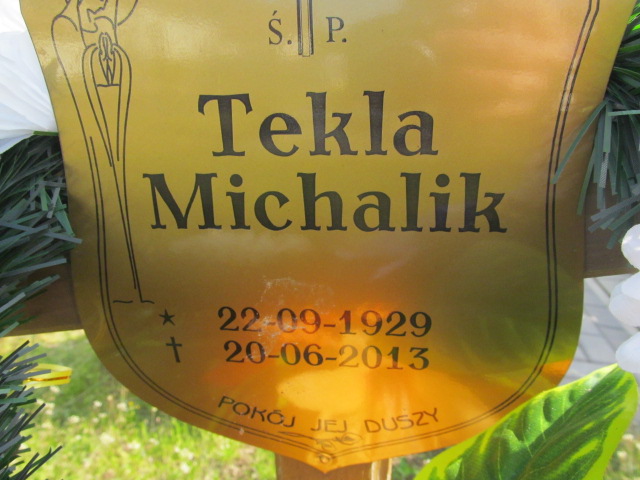 Ś. P.
Tekla
Michalik
★ 22-09-1929
† 20-06-2013
POKÓJ JEJ DUSZY